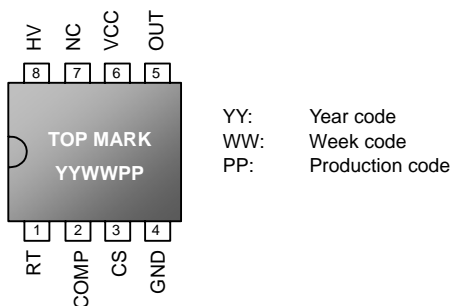 HV NC VCC OUT
8 7 6 5
TOP MARK
YYWWPP
1 2 3 4
RT COMP CS GND
YY: Year code
WW: Week code
PP: Production code